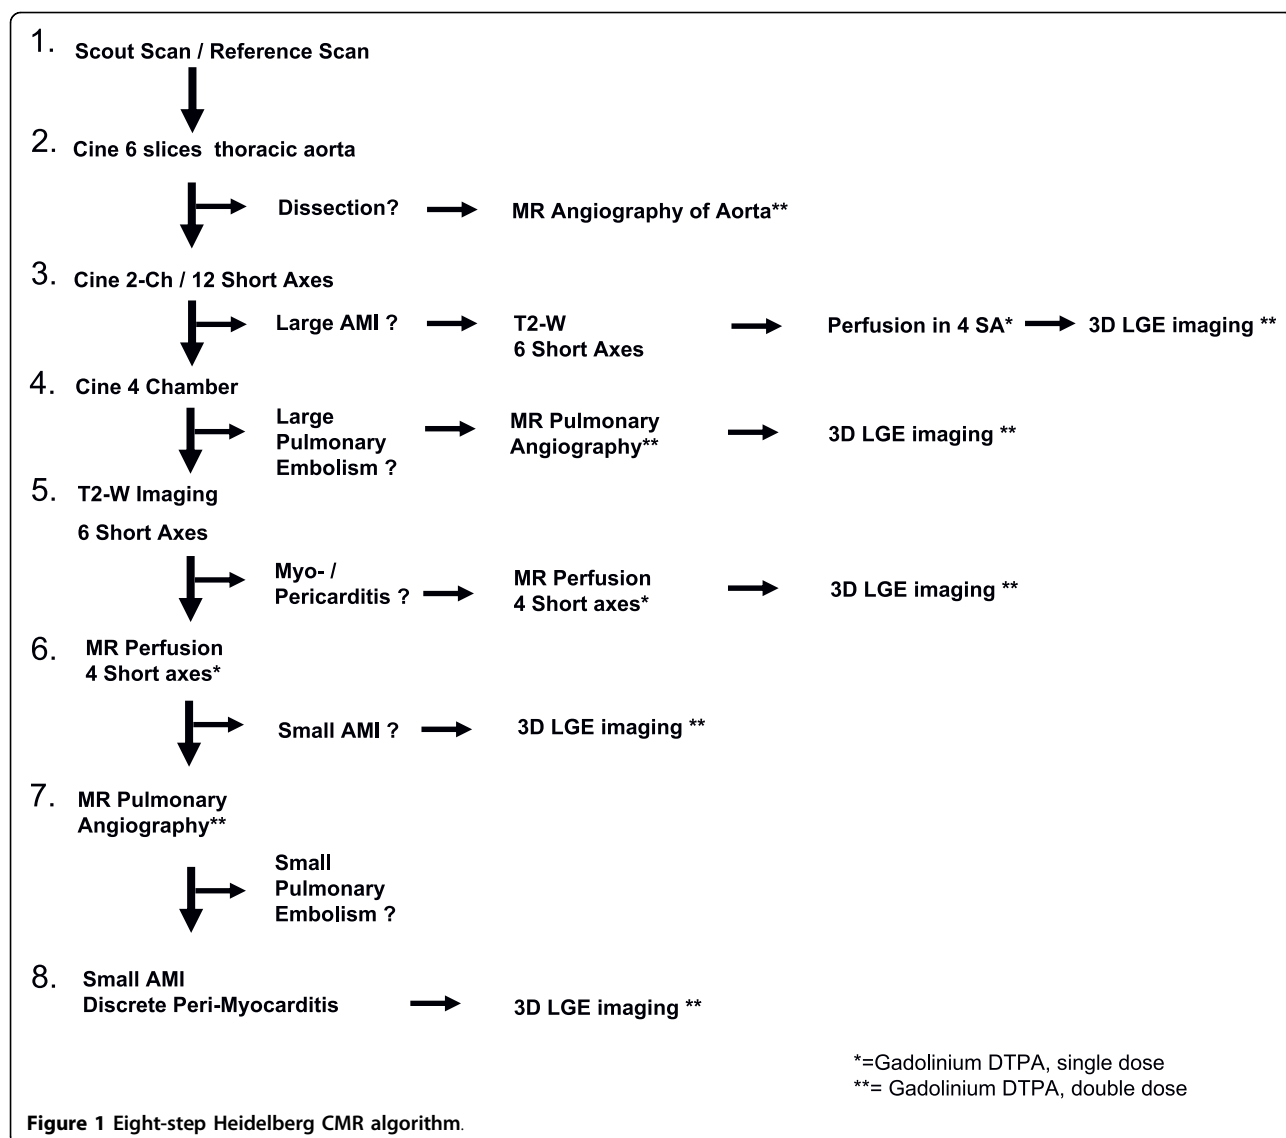 1. Scout Scan / Reference Scan
2. Cine 6 slices thoracic aorta
Dissection?
MR Angiography of Aorta**
3. Cine 2-Ch / 12 Short Axes
Large AMI ?
T2-W
6 Short Axes
Perfusion in 4 SA*
3D LGE imaging **
4. Cine 4 Chamber
Large
Pulmonary
Embolism ?
MR Pulmonary
Angiography**
3D LGE imaging **
5. T2-W Imaging
6 Short Axes
Myo- /
Pericarditis ?
MR Perfusion
4 Short axes*
3D LGE imaging **
6. MR Perfusion
4 Short axes*
Small AMI ?
3D LGE imaging **
7. MR Pulmonary
Angiography**
Small
Pulmonary
Embolism ?
8. Small AMI
Discrete Peri-Myocarditis
3D LGE imaging **
*=Gadolinium DTPA, single dose
**= Gadolinium DTPA, double dose
Figure 1 Eight-step Heidelberg CMR algorithm.